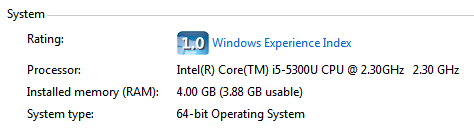 System
Rating: 1.0 Windows Experience Index
Processor: Intel(R) Core(TM) i5-5300U CPU @ 2.30GHz 2.30 GHz
Installed memory (RAM): 4.00 GB (3.88 GB usable)
System type: 64-bit Operating System